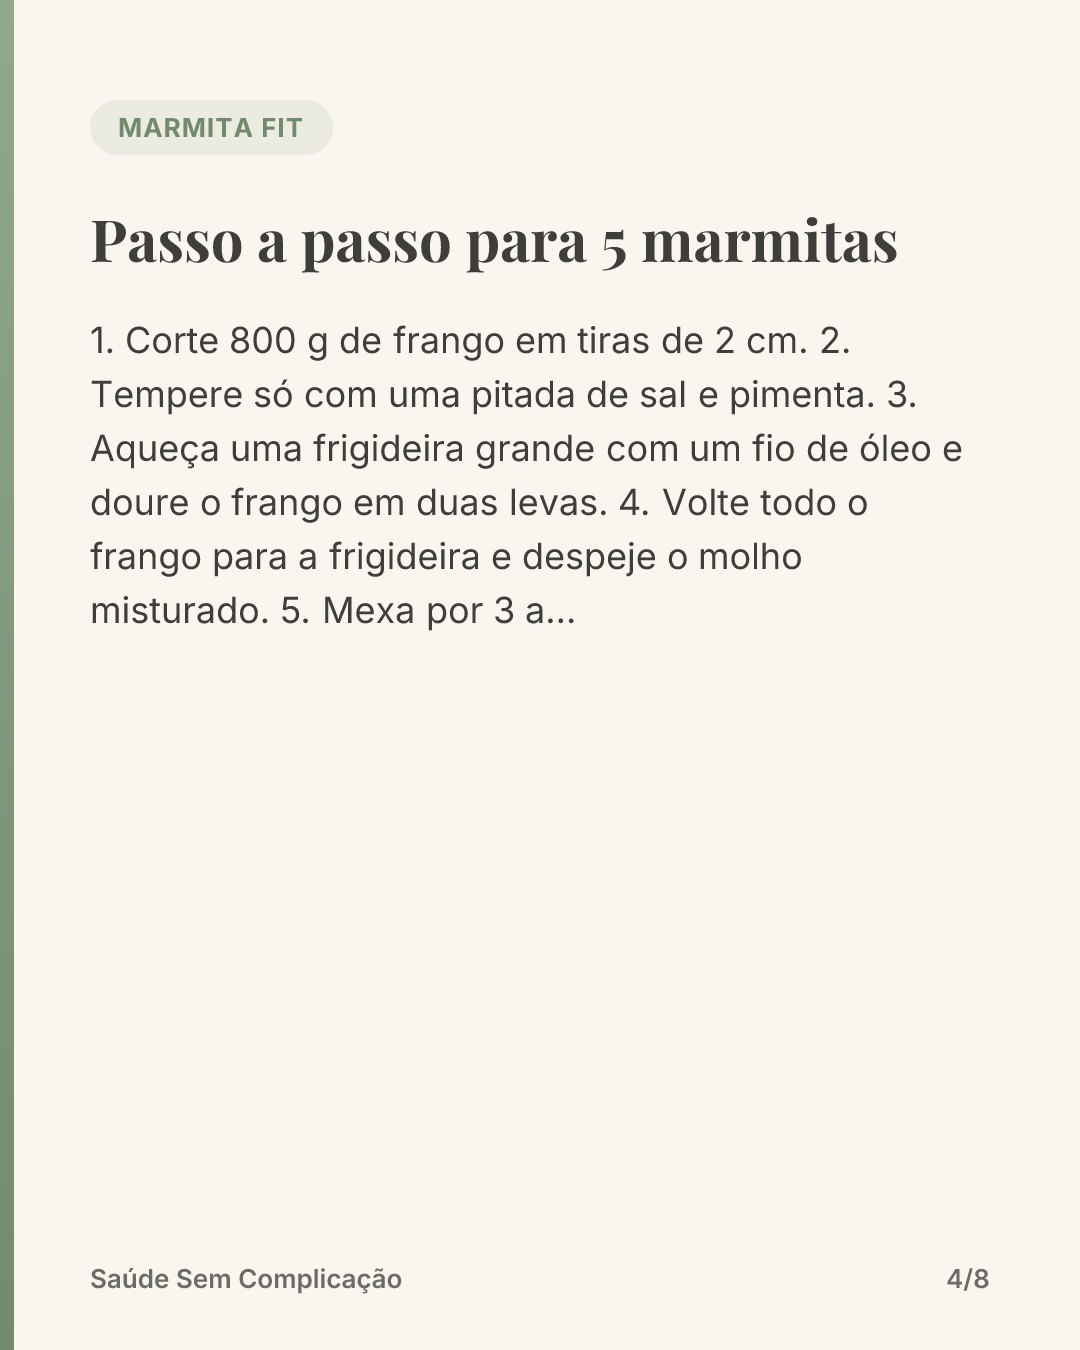 MARMITA FIT
Passo a passo para 5 marmitas
1. Corte 800 g de frango em tiras de 2 cm. 2.
Tempere só com uma pitada de sal e pimenta. 3.
Aqueça uma frigideira grande com um fio de óleo e
doure o frango em duas levas. 4. Volte todo o
frango para a frigideira e despeje o molho
misturado. 5. Mexa por 3 a...
Saúde Sem Complicação
4/8